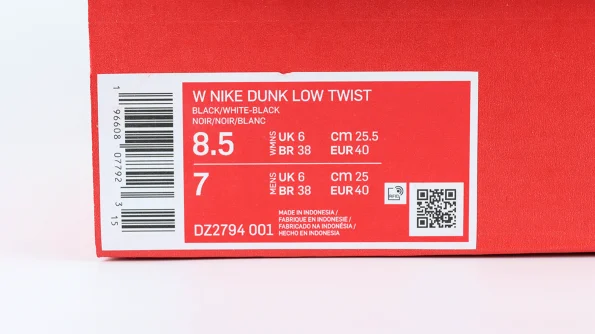 W NIKE DUNK LOW TWIST
BLACK/WHITE-BLACK
NOIR/NOIR/BLANC
8.5 WMNS UK 6 cm 25.5
BR 38 EUR 40
7 MENS UK 6 cm 25
BR 38 EUR 40
DZ2794 001
MADE IN INDONESIA /
FABRIQUE EN INDONESIE /
FABRICADO NA INDONÉSIA /
HECHO EN INDONESIA
1 96608 07792 3 15